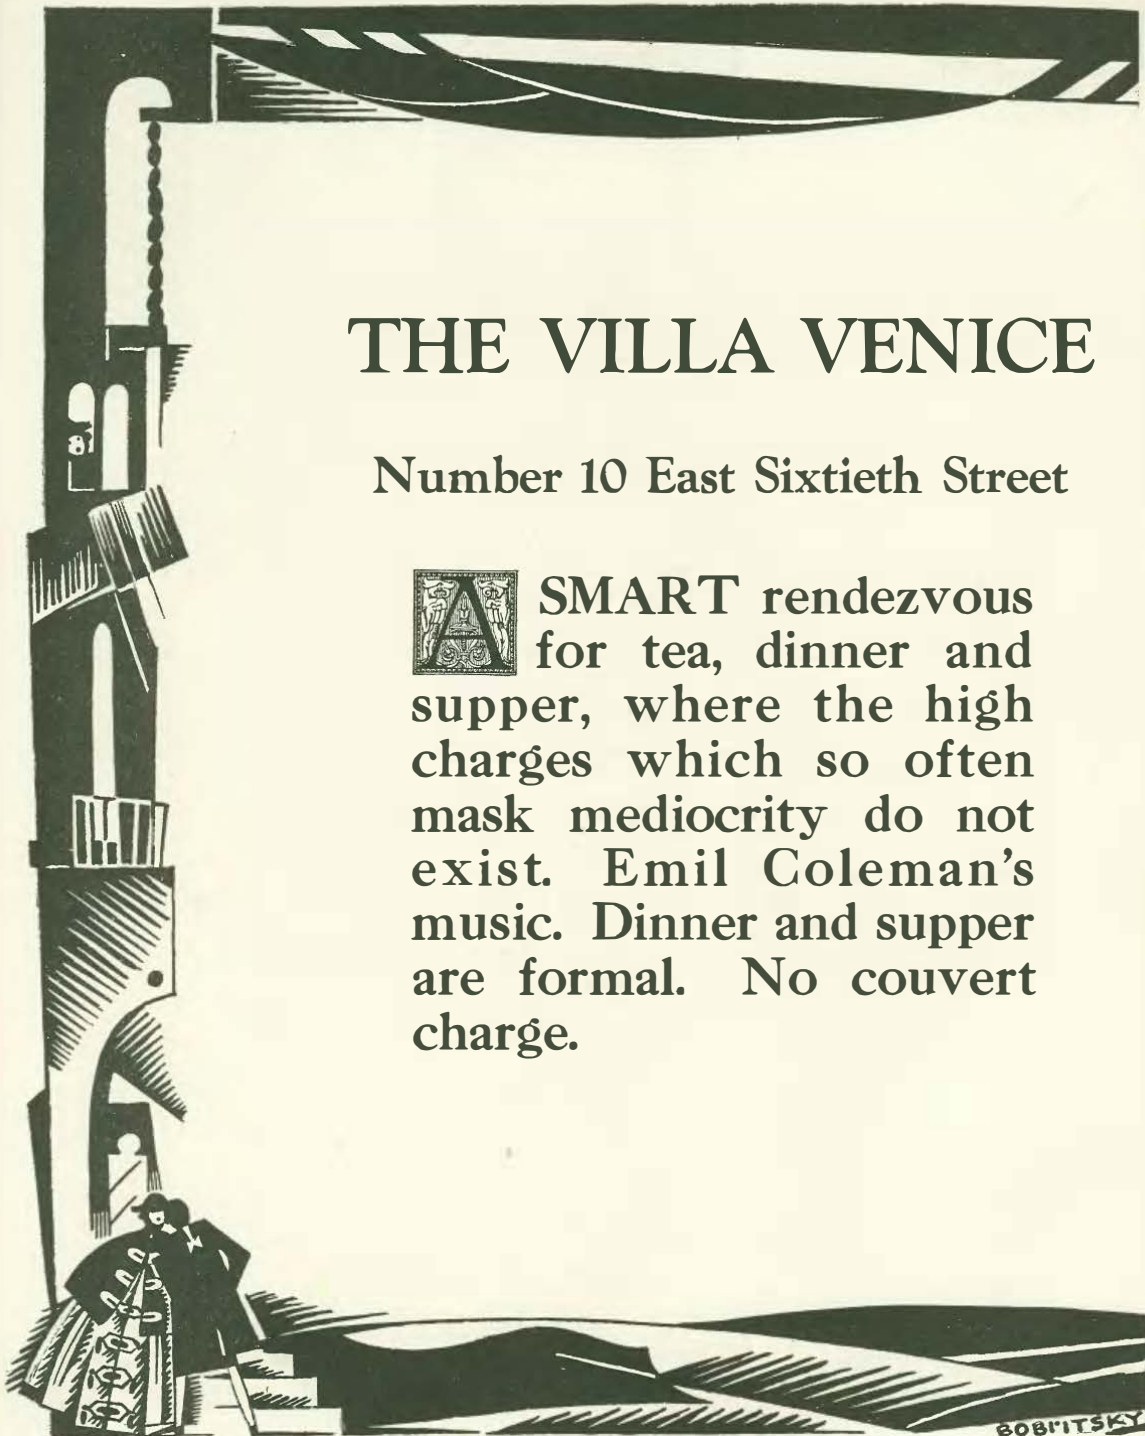 THE VILLA VENICE
Number 10 East Sixtieth Street
A SMART rendezvous
for tea, dinner and
supper, where the high
charges which so often
mask mediocrity do not
exist. Emil Coleman's
music. Dinner and supper
are formal. No couvert
charge.
BOBRITSKY